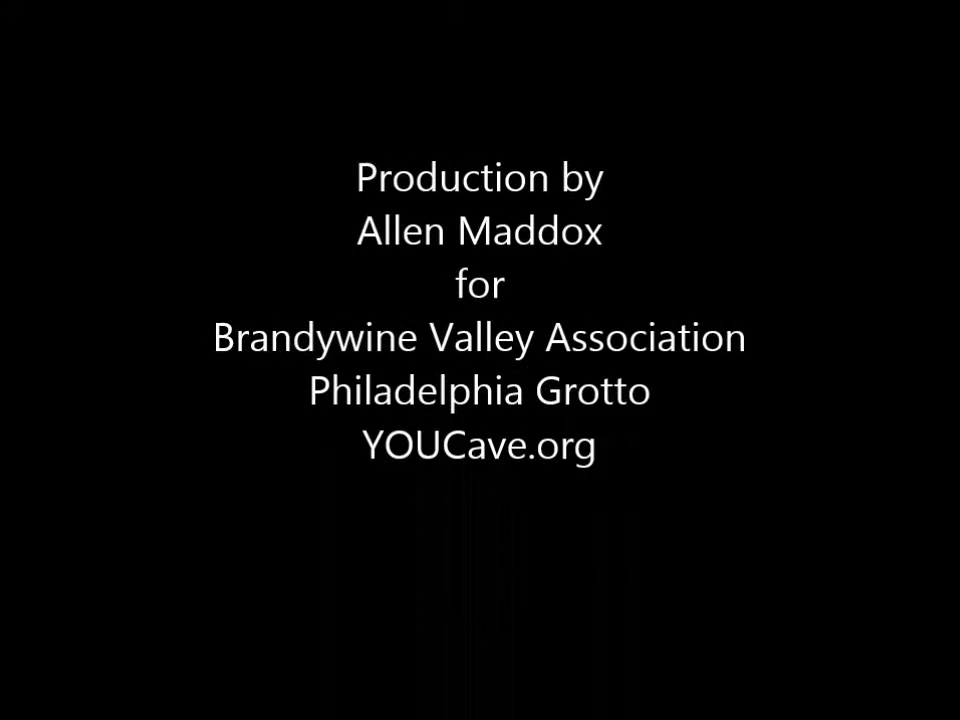 Production by
Allen Maddox
for
Brandywine Valley Association
Philadelphia Grotto
YOUCave.org